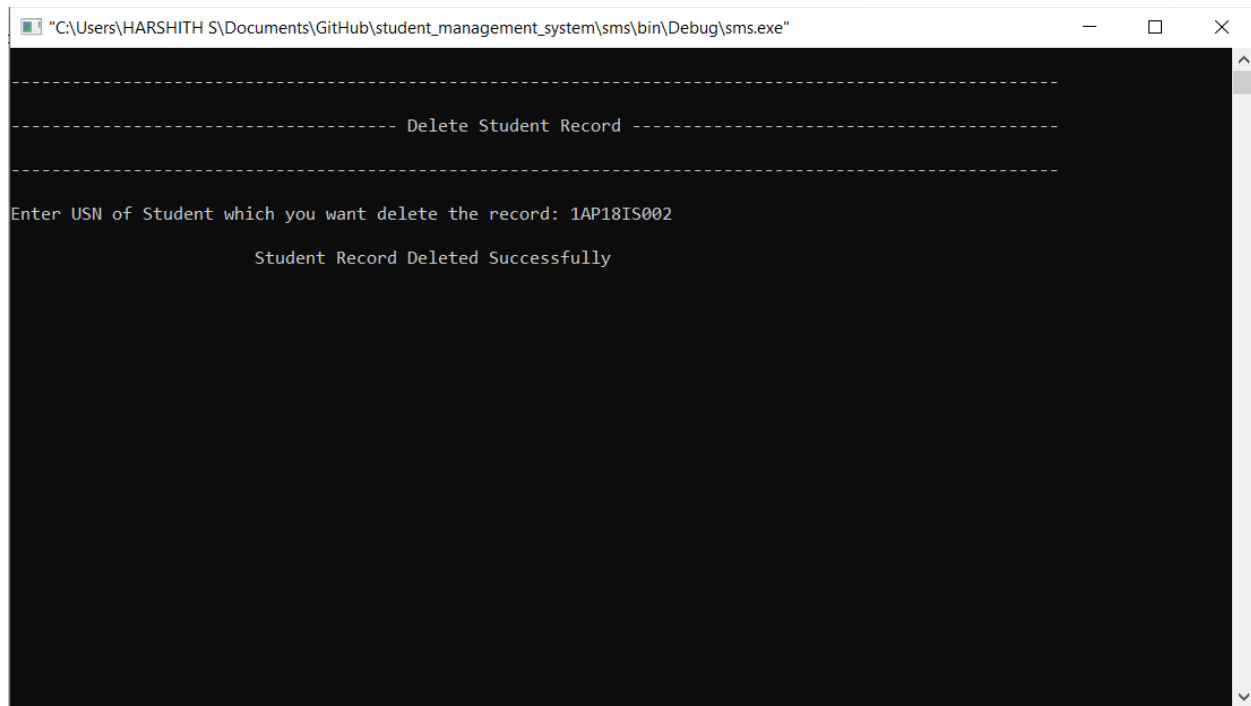 "C:\Users\HARSHITH S\Documents\GitHub\student_management_system\sms\bin\Debug\sms.exe"
-------------------------------------------------------------------------------------------------------
-------------------------------------- Delete Student Record ------------------------------------------
-------------------------------------------------------------------------------------------------------
Enter USN of Student which you want delete the record: 1AP18IS002
Student Record Deleted Successfully